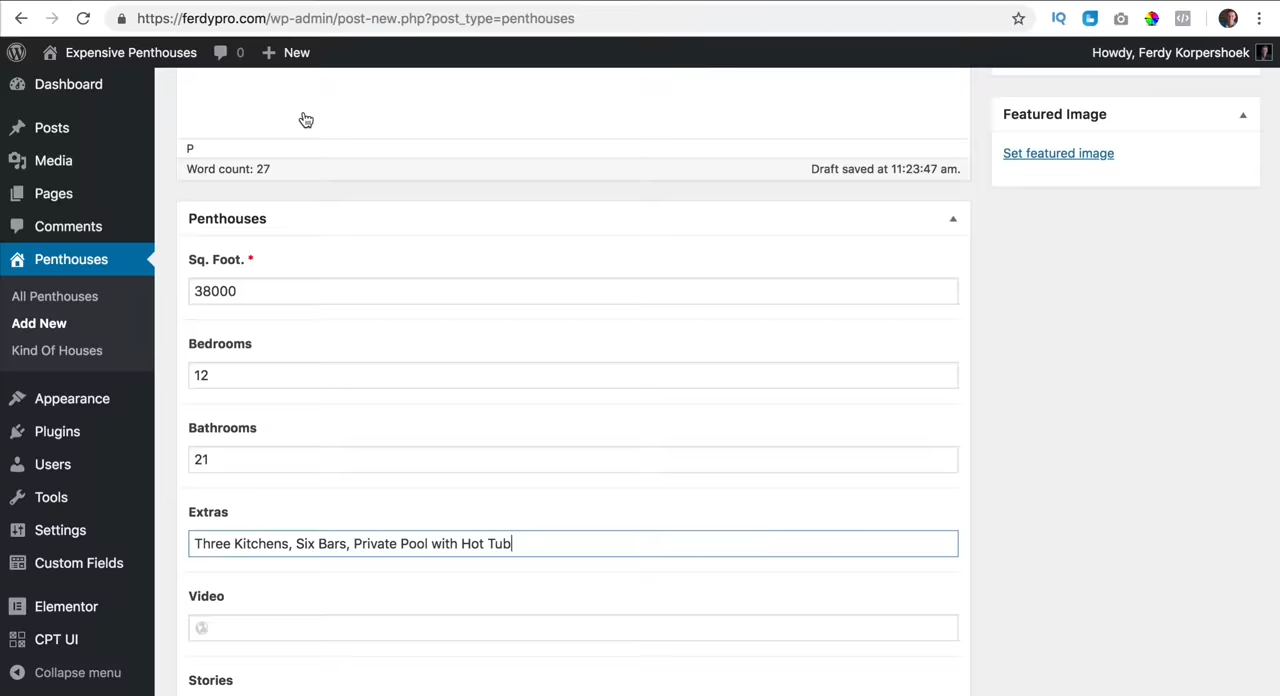 https://ferdypro.com/wp-admin/post-new.php?post_type=penthouses
IQ
Expensive Penthouses
0
New
Howdy, Ferdy Korpershoek
Dashboard
Posts
Media
Pages
Comments
Penthouses
All Penthouses
Add New
Kind Of Houses
Appearance
Plugins
Users
Tools
Settings
Custom Fields
Elementor
CPT UI
Collapse menu
P
Word count: 27
Draft saved at 11:23:47 am.
Penthouses
Sq. Foot. *
38000
Bedrooms
12
Bathrooms
21
Extras
Three Kitchens, Six Bars, Private Pool with Hot Tub
Video
Stories
Featured Image
Set featured image